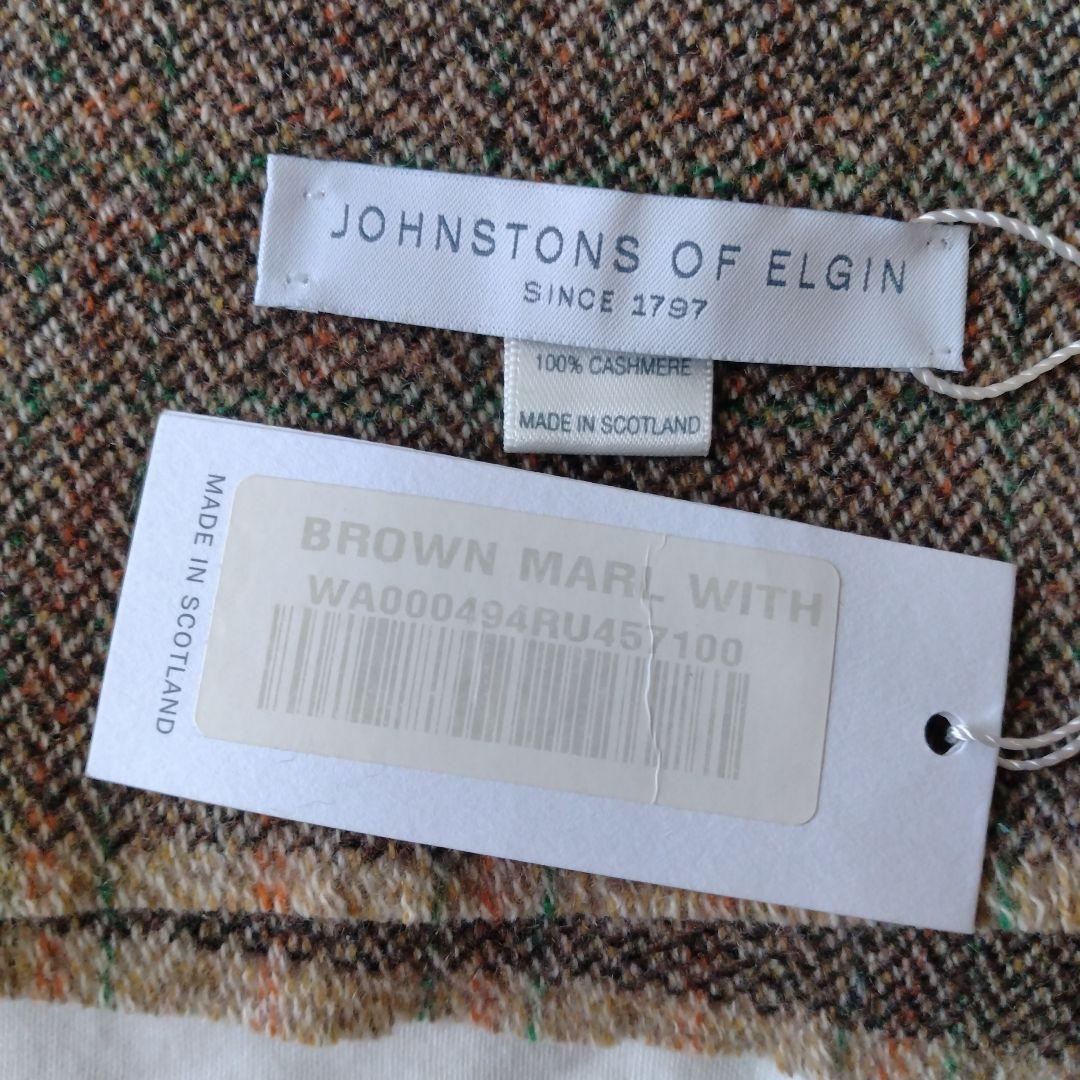 JOHNSTONS OF ELGIN
SINCE 1797
100% CASHMERE
MADE IN SCOTLAND
MADE IN SCOTLAND
BROWN MARL WITH
WA000494RU457100